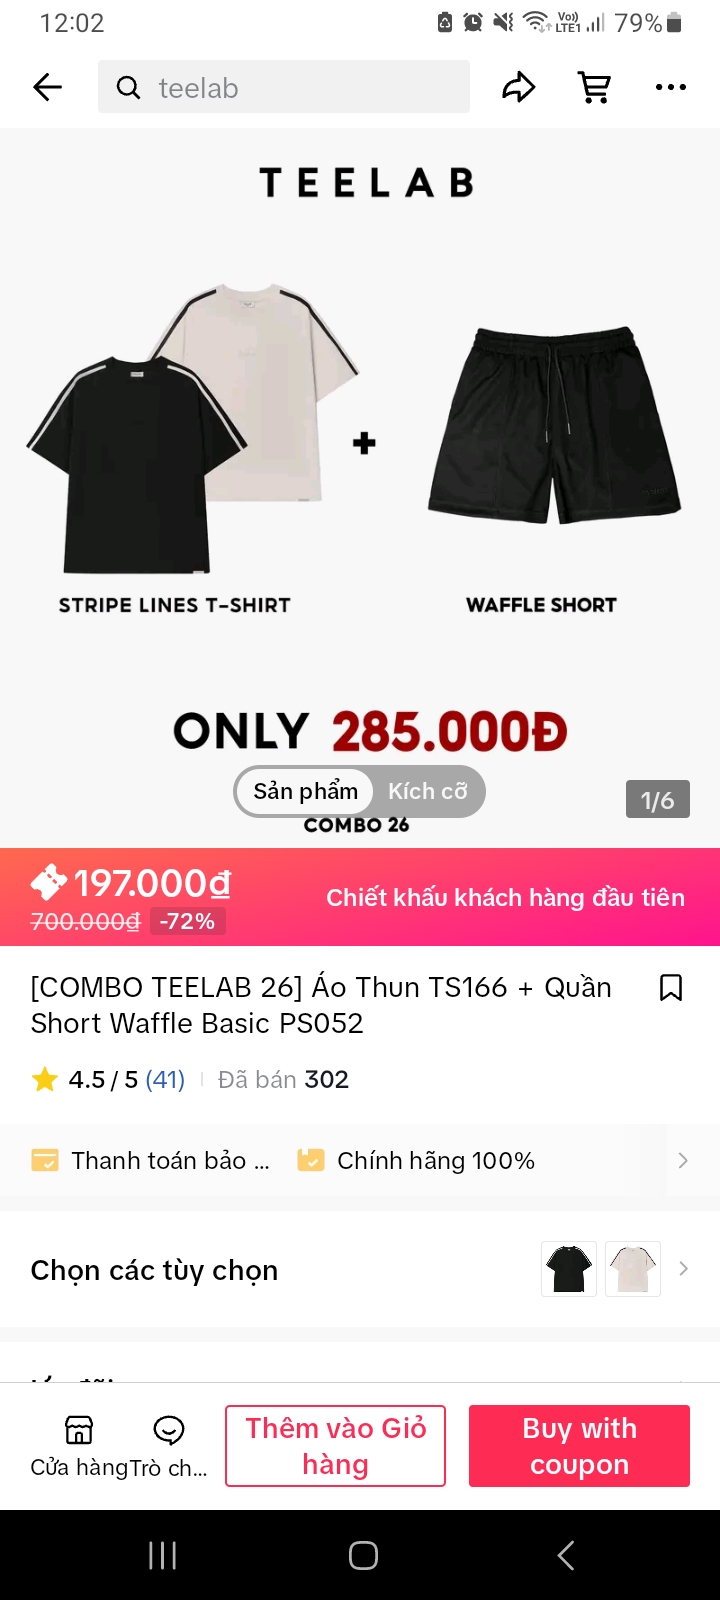 12:02
Vo))
LTE1
79%
teelab
TEELAB
STRIPE LINES T-SHIRT
WAFFLE SHORT
ONLY 285.000Đ
Sản phẩm
Kích cỡ
1/6
COMBO 26
197.000₫
700.000₫
-72%
Chiết khấu khách hàng đầu tiên
[COMBO TEELAB 26] Áo Thun TS166 + Quần
Short Waffle Basic PS052
4.5 / 5 (41)
Đã bán 302
Thanh toán bảo ...
Chính hãng 100%
Chọn các tùy chọn
Cửa hàng
Trò ch...
Thêm vào Giỏ
hàng
Buy with
coupon